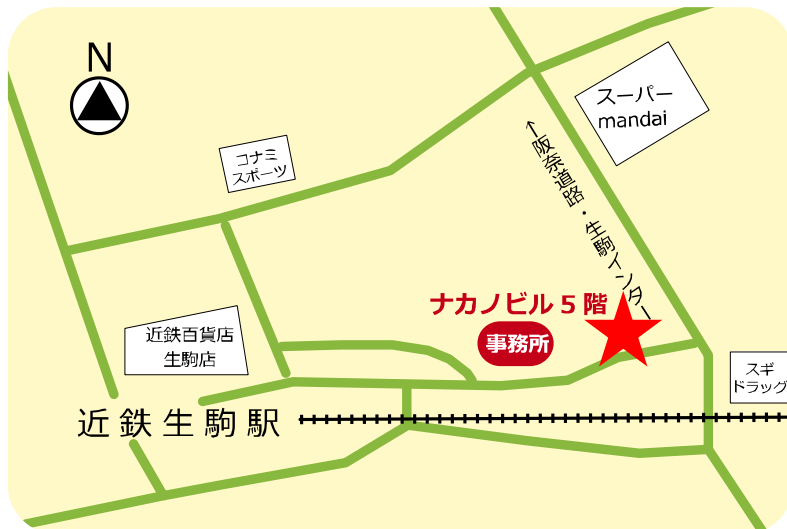 N
スーパー
mandai
↑阪奈道路・生駒インター
コナミ
スポーツ
ナカノビル5階
事務所
近鉄百貨店
生駒店
スギ
ドラッグ
近鉄生駒駅